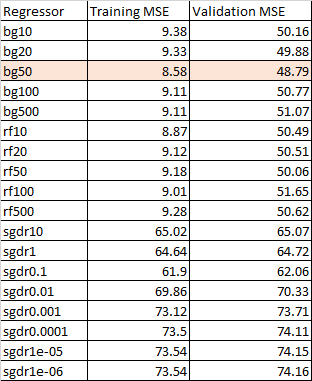 Regressor Training MSE Validation MSE
bg10 9.38 50.16
bg20 9.33 49.88
bg50 8.58 48.79
bg100 9.11 50.77
bg500 9.11 51.07
rf10 8.87 50.49
rf20 9.12 50.51
rf50 9.18 50.06
rf100 9.01 51.65
rf500 9.28 50.62
sgdr10 65.02 65.07
sgdr1 64.64 64.72
sgdr0.1 61.9 62.06
sgdr0.01 69.86 70.33
sgdr0.001 73.12 73.71
sgdr0.0001 73.5 74.11
sgdr1e-05 73.54 74.15
sgdr1e-06 73.54 74.16